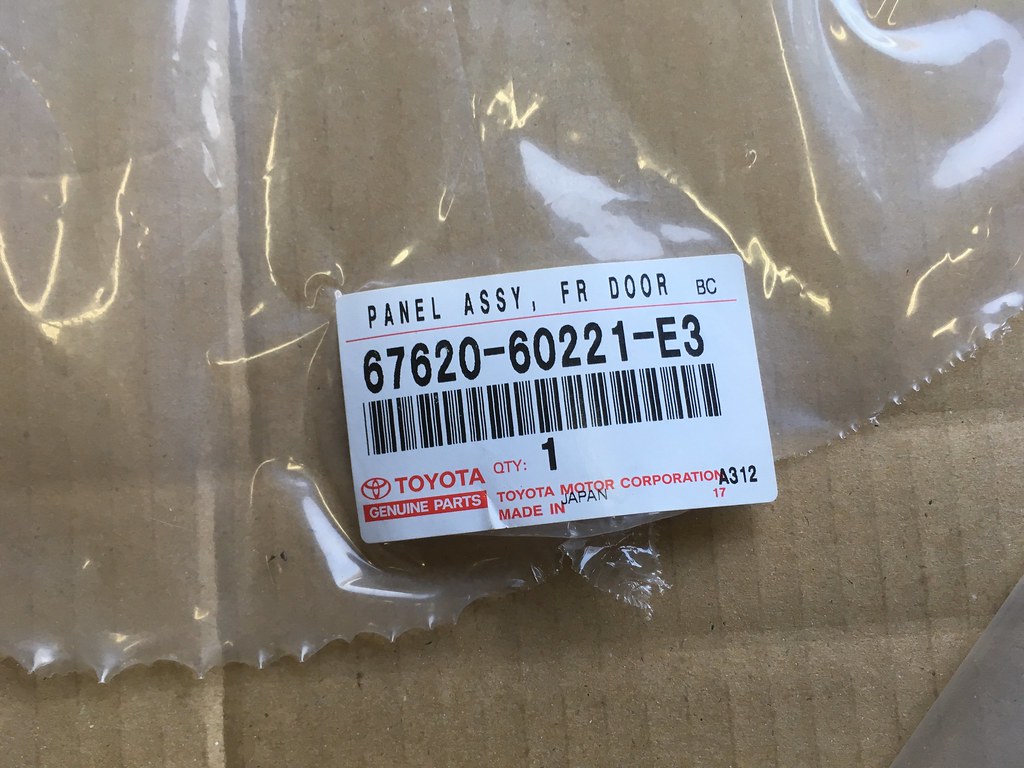 PANEL ASSY, FR DOOR BC
67620-60221-E3
QTY: 1
TOYOTA
GENUINE PARTS
TOYOTA MOTOR CORPORATION A312
MADE IN JAPAN 17